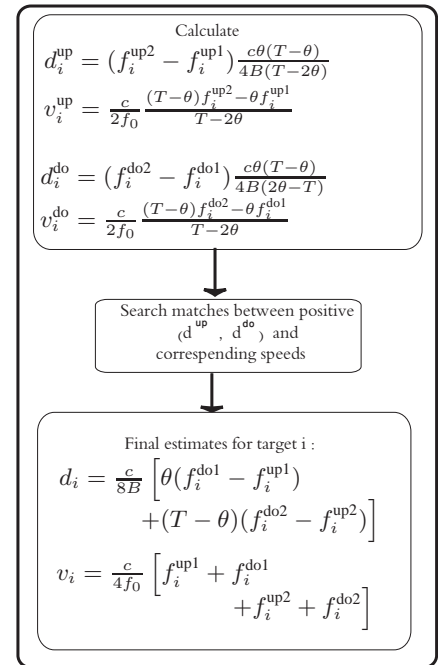 Calculate
d_i^up = (f_i^up2 − f_i^up1) cθ(T−θ)/4B(T−2θ)
v_i^up = c/2f_0 (T−θ)f_i^up2−θf_i^up1/T−2θ
d_i^do = (f_i^do2 − f_i^do1) cθ(T−θ)/4B(2θ−T)
v_i^do = c/2f_0 (T−θ)f_i^do2−θf_i^do1/T−2θ
Search matches between positive
(d^up , d^do) and
correspending speeds
Final estimates for target i :
d_i = c/8B [θ(f_i^do1 − f_i^up1)
+(T − θ)(f_i^do2 − f_i^up2)]
v_i = c/4f_0 [f_i^up1 + f_i^do1
+f_i^up2 + f_i^do2]